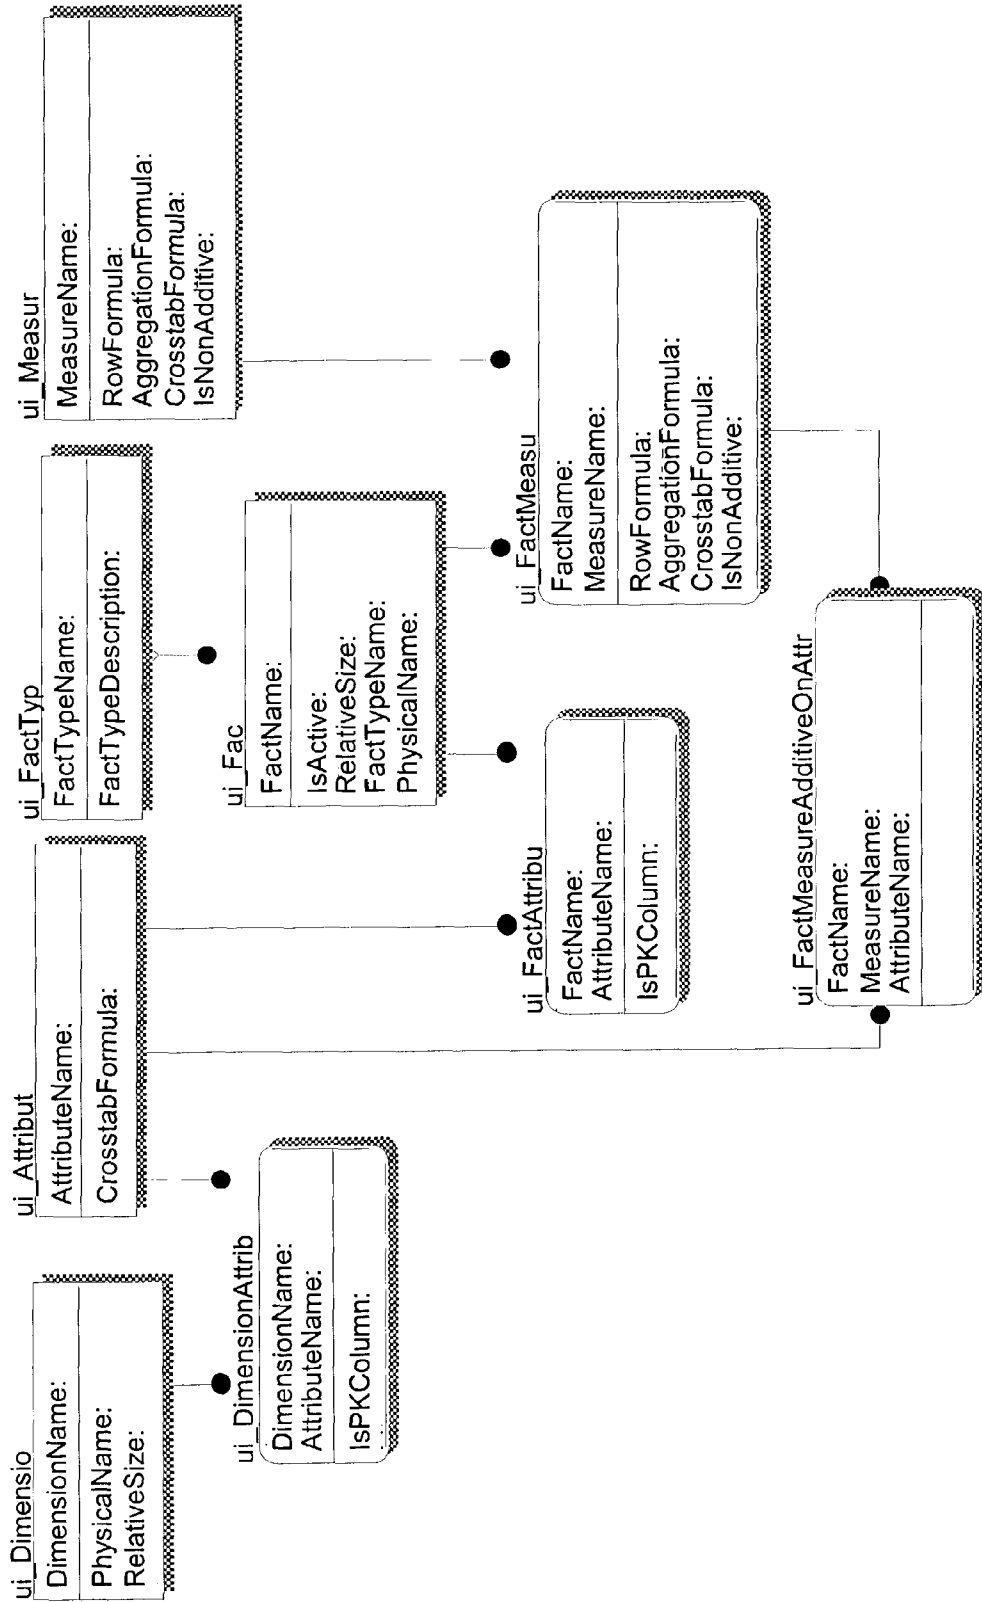 ui_Dimensio
DimensionName:
PhysicalName:
RelativeSize:
ui_Attribut
AttributeName:
CrosstabFormula:
ui_FactTyp
FactTypeName:
FactTypeDescription:
ui_Measur
MeasureName:
RowFormula:
AggregationFormula:
CrosstabFormula:
IsNonAdditive:
ui_DimensionAttrib
DimensionName:
AttributeName:
IsPKColumn:
ui_Fac
FactName:
IsActive:
RelativeSize:
FactTypeName:
PhysicalName:
ui_FactAttribu
FactName:
AttributeName:
IsPKColumn:
ui_FactMeasu
FactName:
MeasureName:
RowFormula:
AggregationFormula:
CrosstabFormula:
IsNonAdditive:
ui_FactMeasureAdditiveOnAttr
FactName:
MeasureName:
AttributeName: